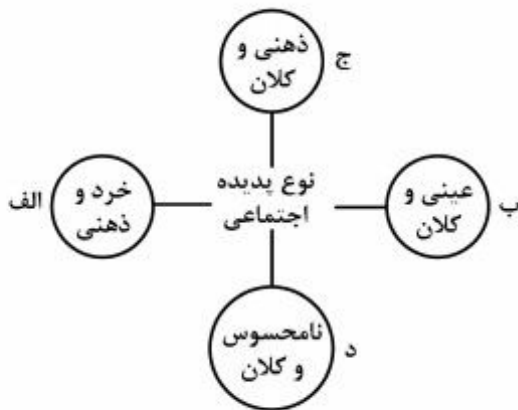 ذهنی و
کلان
ج
نوع پدیده
اجتماعی
عینی و
کلان
ب
خرد و
ذهنی
الف
نامحسوس
و کلان
د